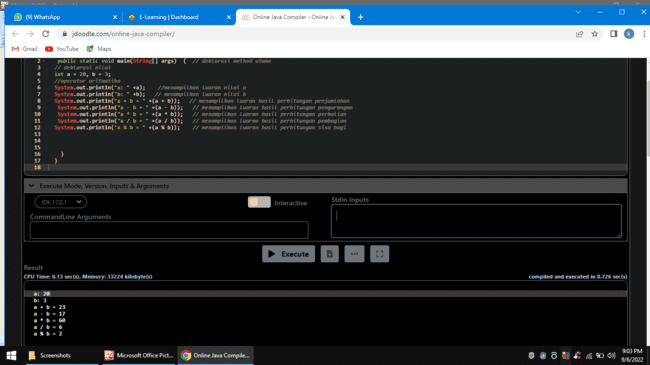 (9) WhatsApp
E-Learning | Dashboard
Online Java Compiler - Online Ja
jdoodle.com/online-java-compiler/
Gmail
YouTube
Maps
2 public static void main(String[] args) { // deklarasi method utama
3 // deklarasi nilai
4 int a = 20, b = 3;
5 //operator aritmatika
6 System.out.println("a: " +a); //menampilkan luaran nilai a
7 System.out.println("b: " +b); // menampilkan luaran nilai b
8 System.out.println("a + b = " +(a + b)); // menampilkan luaran hasil perhitungan penjumlahan
9 System.out.println("a - b = " +(a - b)); // menampilkan luaran hasil perhitungan pengurangan
10 System.out.println("a * b = " +(a * b)); // menampilkan luaran hasil perhitungan perkalian
11 System.out.println("a / b = " +(a / b)); // menampilkan luaran hasil perhitungan pembagian
12 System.out.println("a % b = " +(a % b)); // menampilkan luaran hasil perhitungan sisa bagi
13
14
15
16 }
17 }
18
Execute Mode, Version, Inputs & Arguments
JDK 17.0.1
Interactive
Stdin Inputs
CommandLine Arguments
Execute
Result
CPU Time: 0.13 sec(s), Memory: 33224 kilobyte(s)
compiled and executed in 0.726 sec(s)
a: 20
b: 3
a + b = 23
a - b = 17
a * b = 60
a / b = 6
a % b = 2
Screenshots
Microsoft Office Pict...
Online Java Compile...
9:03 PM
9/6/2022